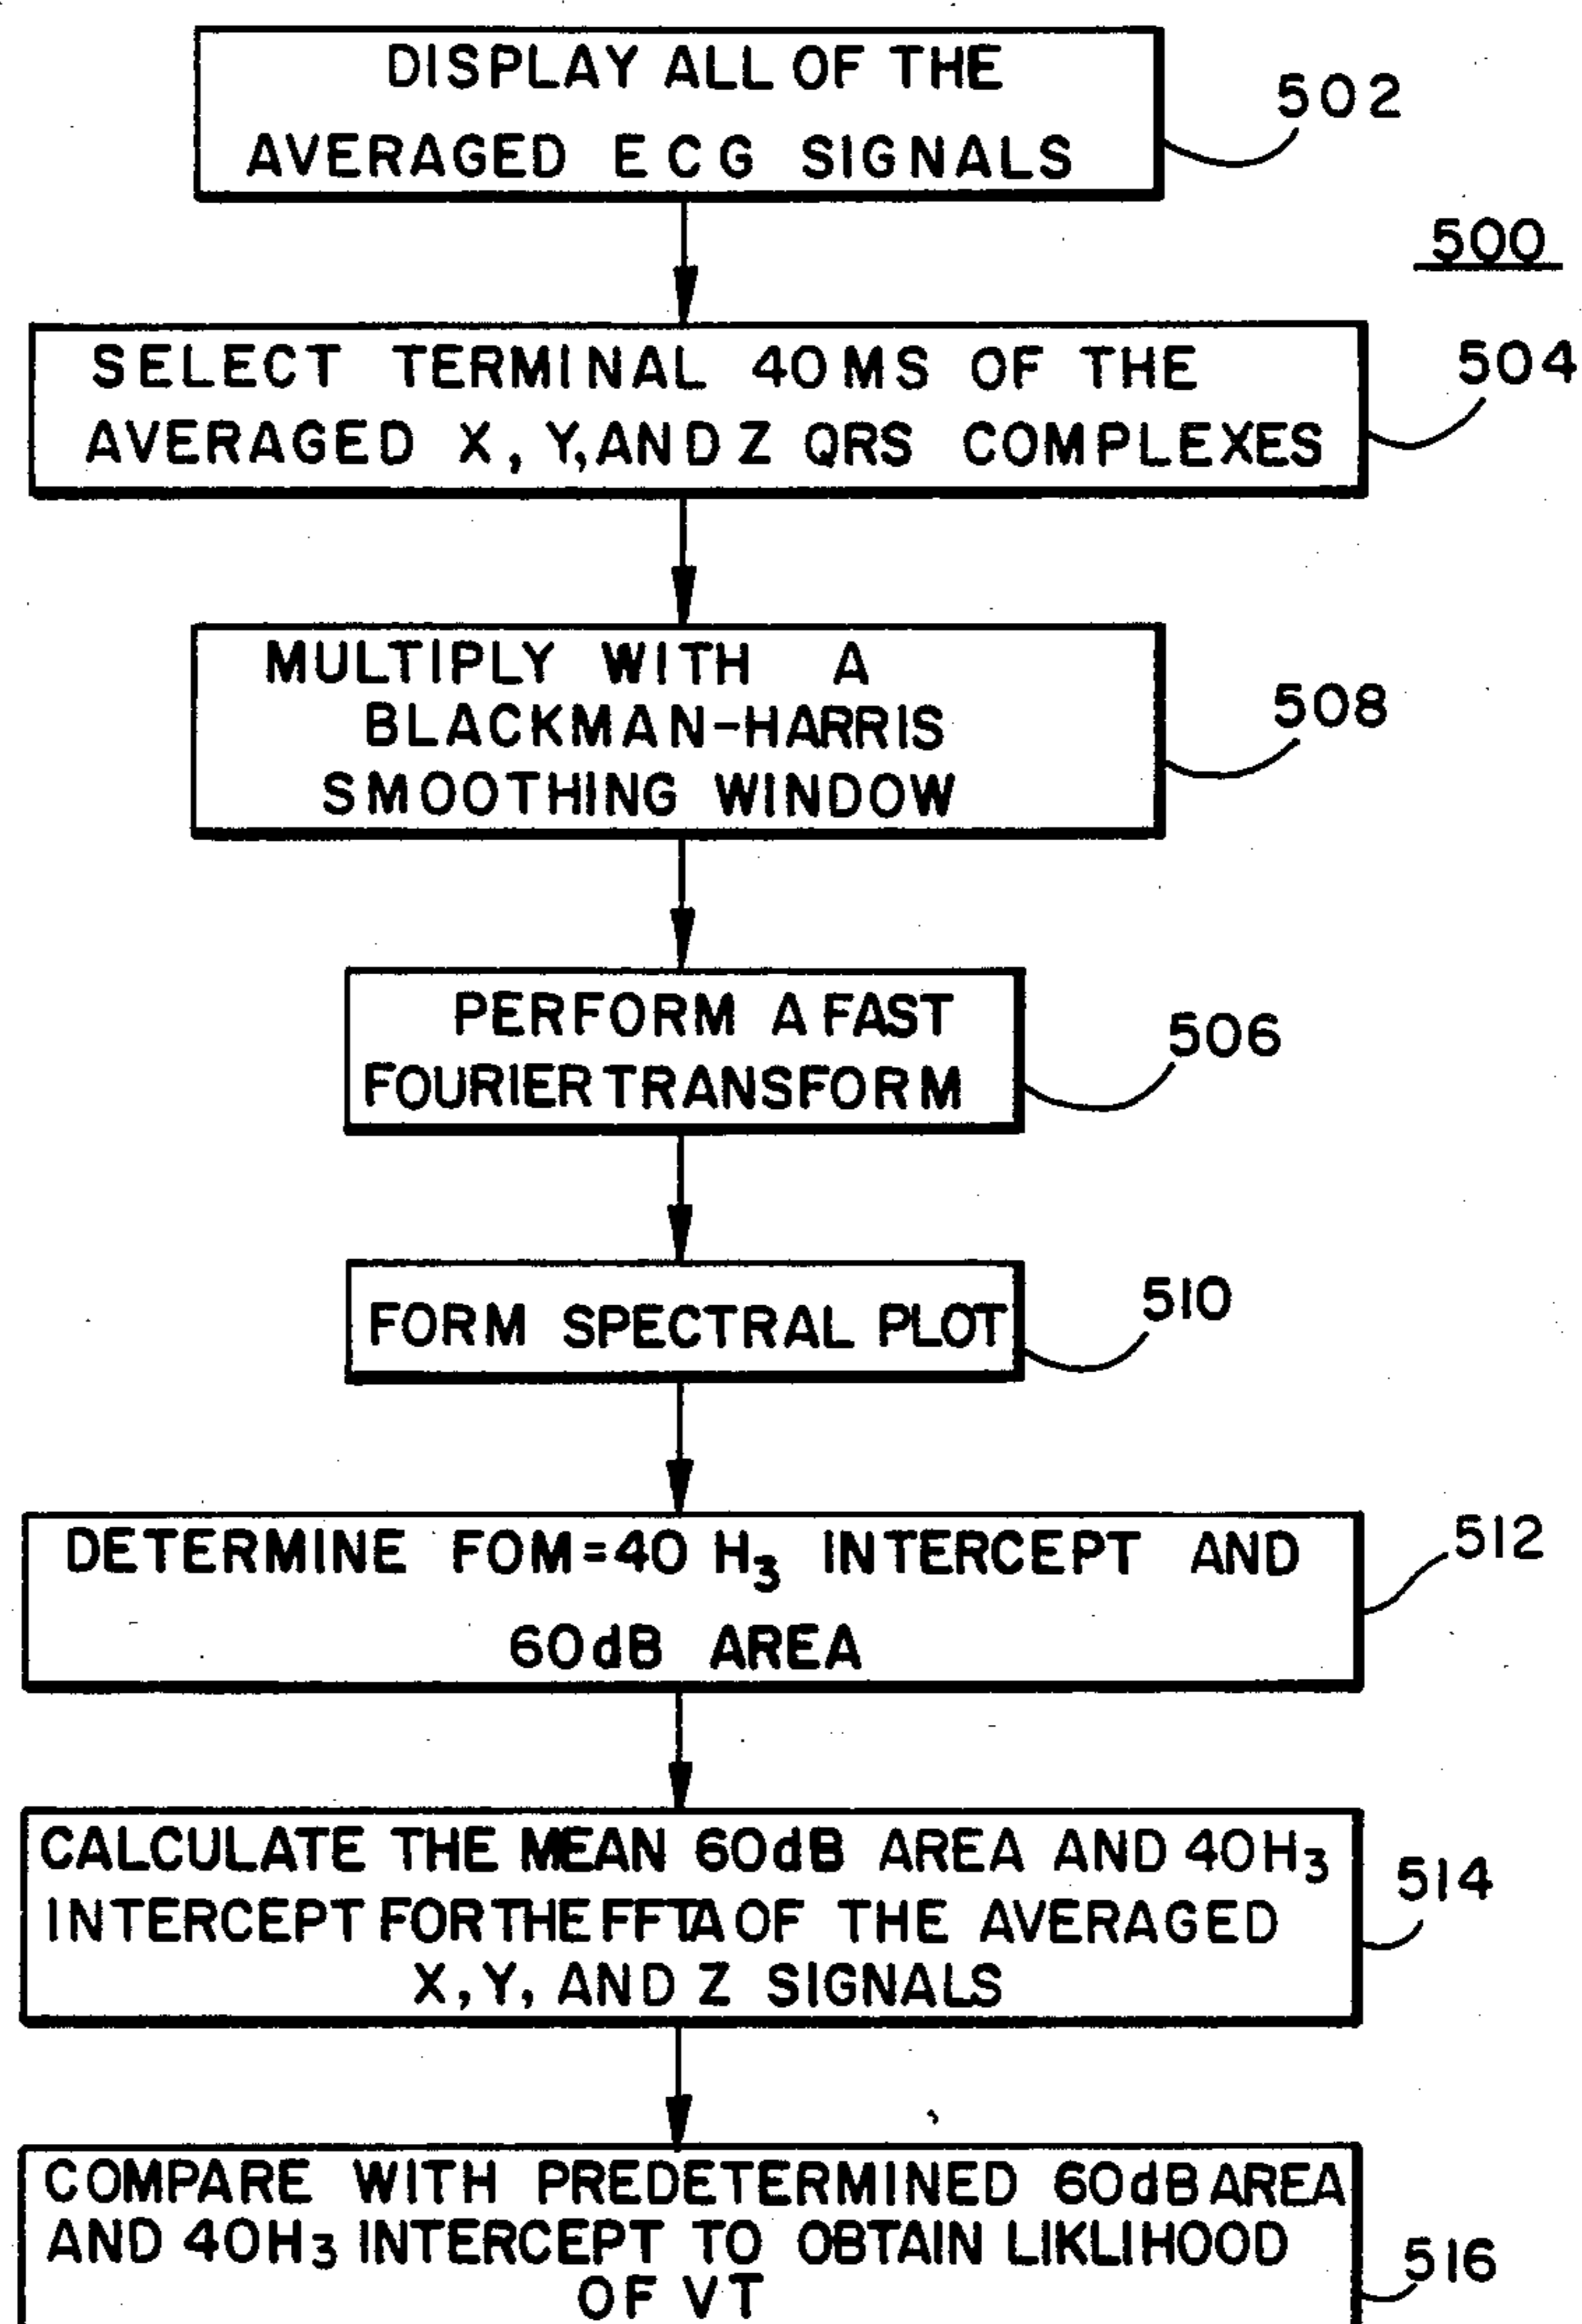 DISPLAY ALL OF THE
AVERAGED ECG SIGNALS
502
500
SELECT TERMINAL 40MS OF THE
AVERAGED X, Y, AND Z QRS COMPLEXES
504
MULTIPLY WITH A
BLACKMAN-HARRIS
SMOOTHING WINDOW
508
PERFORM A FAST
FOURIER TRANSFORM
506
FORM SPECTRAL PLOT
510
DETERMINE FOM=40 H3 INTERCEPT AND
60dB AREA
512
CALCULATE THE MEAN 60dB AREA AND 40H3
INTERCEPT FOR THE FFTA OF THE AVERAGED
X, Y, AND Z SIGNALS
514
COMPARE WITH PREDETERMINED 60dB AREA
AND 40H3 INTERCEPT TO OBTAIN LIKLIHOOD
OF VT
516